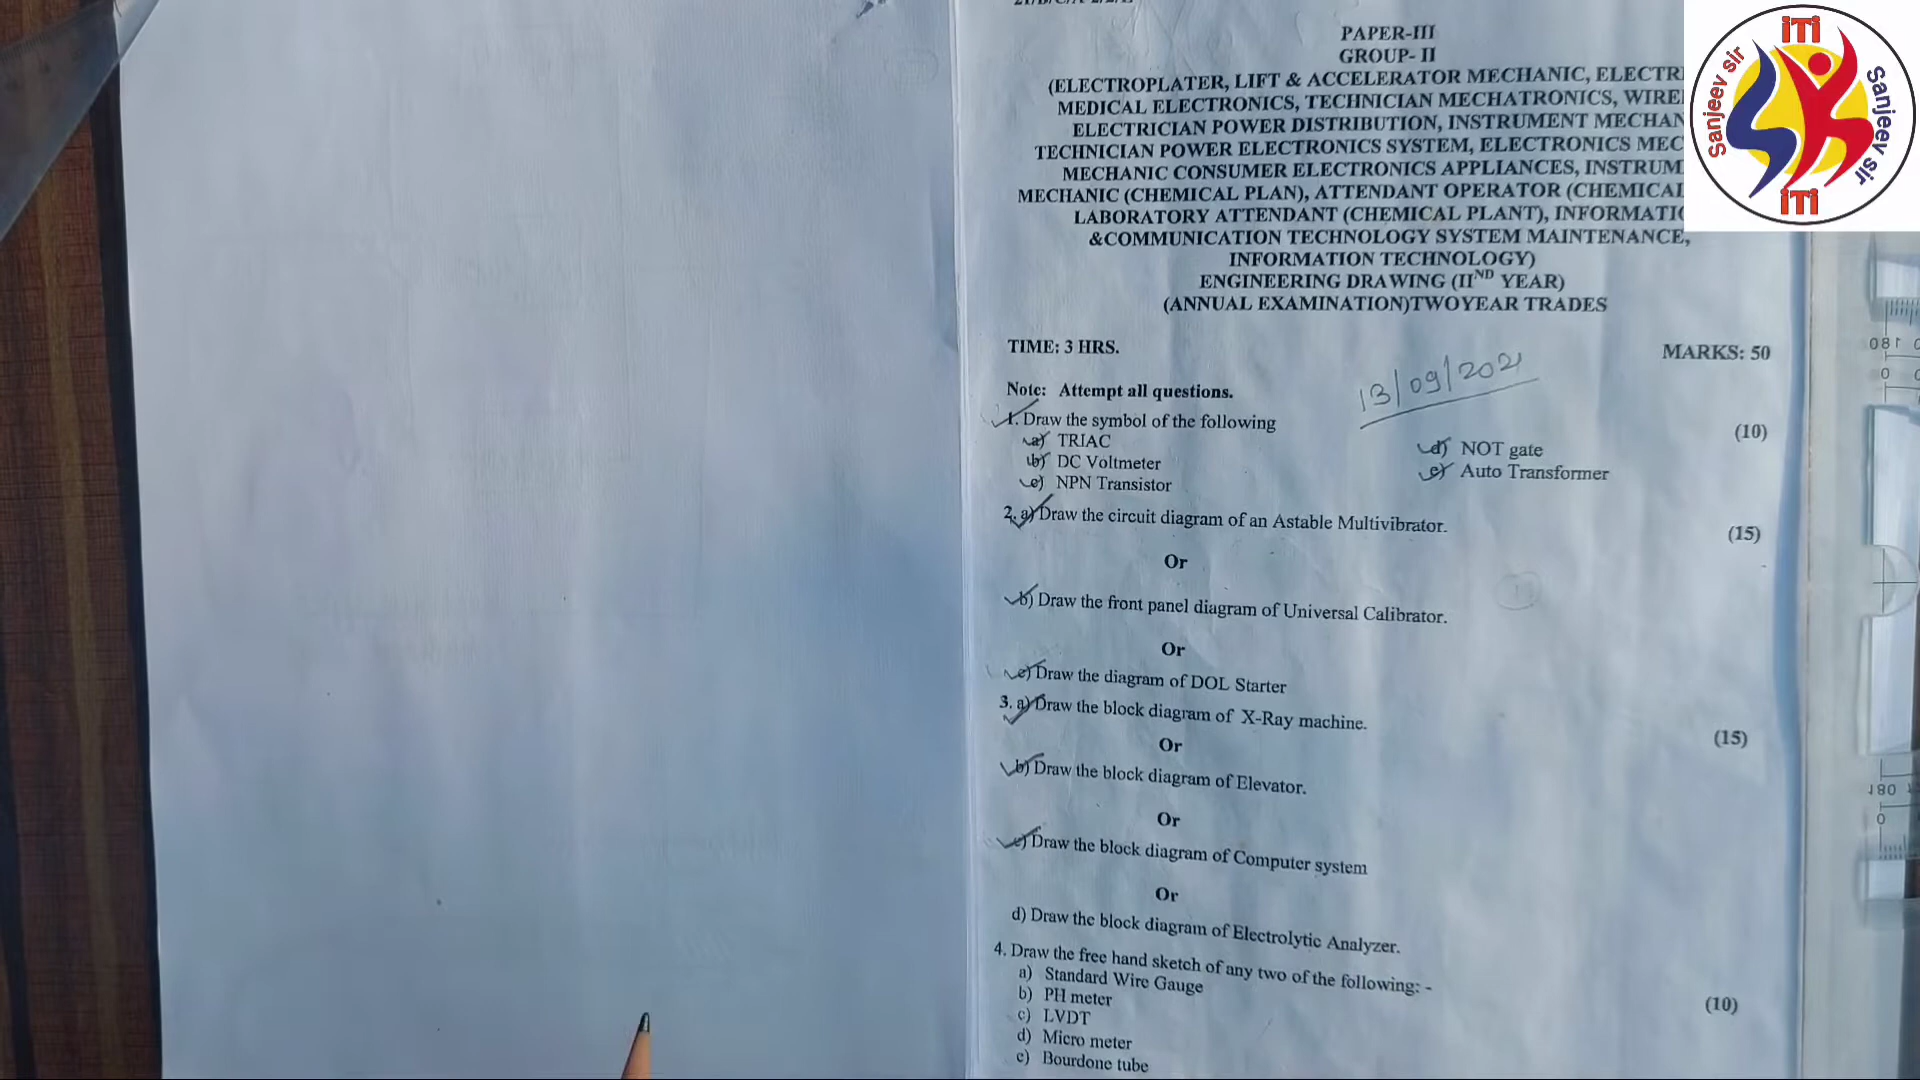 PAPER-III
GROUP- II
(ELECTROPLATER, LIFT & ACCELERATOR MECHANIC,
MEDICAL ELECTRONICS, TECHNICIAN MECHATRONICS,
ELECTRICIAN POWER DISTRIBUTION, INSTRUMENT
TECHNICIAN POWER ELECTRONICS SYSTEM, ELECTRONICS
MECHANIC CONSUMER ELECTRONICS APPLIANCES,
MECHANIC (CHEMICAL PLAN), ATTENDANT OPERATOR
LABORATORY ATTENDANT (CHEMICAL PLANT),
&COMMUNICATION TECHNOLOGY SYSTEM MAINTENANCE,
INFORMATION TECHNOLOGY)
ENGINEERING DRAWING (IIND YEAR)
(ANNUAL EXAMINATION)TWOYEAR TRADES
TIME: 3 HRS. MARKS: 50
13/09/2021
Note: Attempt all questions.
1. Draw the symbol of the following (10)
a) TRIAC d) NOT gate
b) DC Voltmeter e) Auto Transformer
c) NPN Transistor
2. a) Draw the circuit diagram of an Astable Multivibrator. (15)
Or
b) Draw the front panel diagram of Universal Calibrator.
Or
c) Draw the diagram of DOL Starter
3. a) Draw the block diagram of X-Ray machine. (15)
Or
b) Draw the block diagram of Elevator.
Or
c) Draw the block diagram of Computer system
Or
d) Draw the block diagram of Electrolytic Analyzer.
4. Draw the free hand sketch of any two of the following: - (10)
a) Standard Wire Gauge
b) PH meter
c) LVDT
d) Micro meter
e) Bourdone tube
iTi
Sanjeev sir
Sanjeev sir
iTi
180
0
180
0